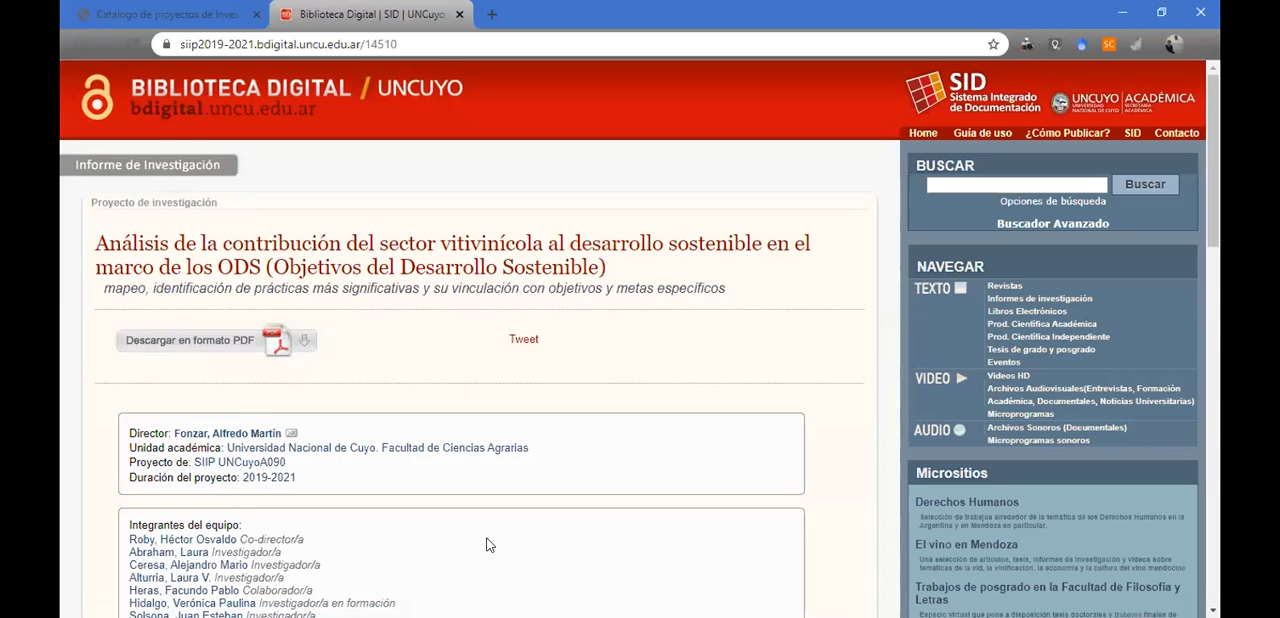 Catálogo de proyectos de Inves
Biblioteca Digital | SID | UNCuyo
siip2019-2021.bdigital.uncu.edu.ar/14510
SC
BIBLIOTECA DIGITAL / UNCUYO
bdigital.uncu.edu.ar
SID
Sistema Integrado
de Documentación
UNCUYO
UNIVERSIDAD
NACIONAL DE CUYO
ACADÉMICA
SECRETARÍA
ACADÉMICA
Home Guía de uso ¿Cómo Publicar? SID Contacto
Informe de Investigación
Proyecto de investigación
Análisis de la contribución del sector vitivinícola al desarrollo sostenible en el
marco de los ODS (Objetivos del Desarrollo Sostenible)
mapeo, identificación de prácticas más significativas y su vinculación con objetivos y metas específicos
Descargar en formato PDF
Tweet
Director: Fonzar, Alfredo Martín
Unidad académica: Universidad Nacional de Cuyo. Facultad de Ciencias Agrarias
Proyecto de: SIIP UNCuyoA090
Duración del proyecto: 2019-2021
Integrantes del equipo:
Roby, Héctor Osvaldo Co-director/a
Abraham, Laura Investigador/a
Ceresa, Alejandro Mario Investigador/a
Alturria, Laura V. Investigador/a
Heras, Facundo Pablo Colaborador/a
Hidalgo, Verónica Paulina Investigador/a en formación
Solsona, Juan Esteban Investigador/a
BUSCAR
Buscar
Opciones de búsqueda
Buscador Avanzado
NAVEGAR
TEXTO
Revistas
Informes de investigación
Libros Electrónicos
Prod. Científica Académica
Prod. Científica Independiente
Tesis de grado y posgrado
Eventos
VIDEO
Videos HD
Archivos Audiovisuales(Entrevistas, Formación
Académica, Documentales, Noticias Universitarias)
Microprogramas
AUDIO
Archivos Sonoros (Documentales)
Microprogramas sonoros
Micrositios
Derechos Humanos
Selección de trabajos alrededor de la temática de los Derechos Humanos en la
Argentina y en Mendoza en particular.
El vino en Mendoza
Una selección de artículos, tesis, informes de investigación y videos sobre
temáticas de la vid, la vinificación, la economía y la cultura del vino mendocino
Trabajos de posgrado en la Facultad de Filosofía y
Letras
Espacio virtual que pone a disposición tesis doctorales y trabajos finales de